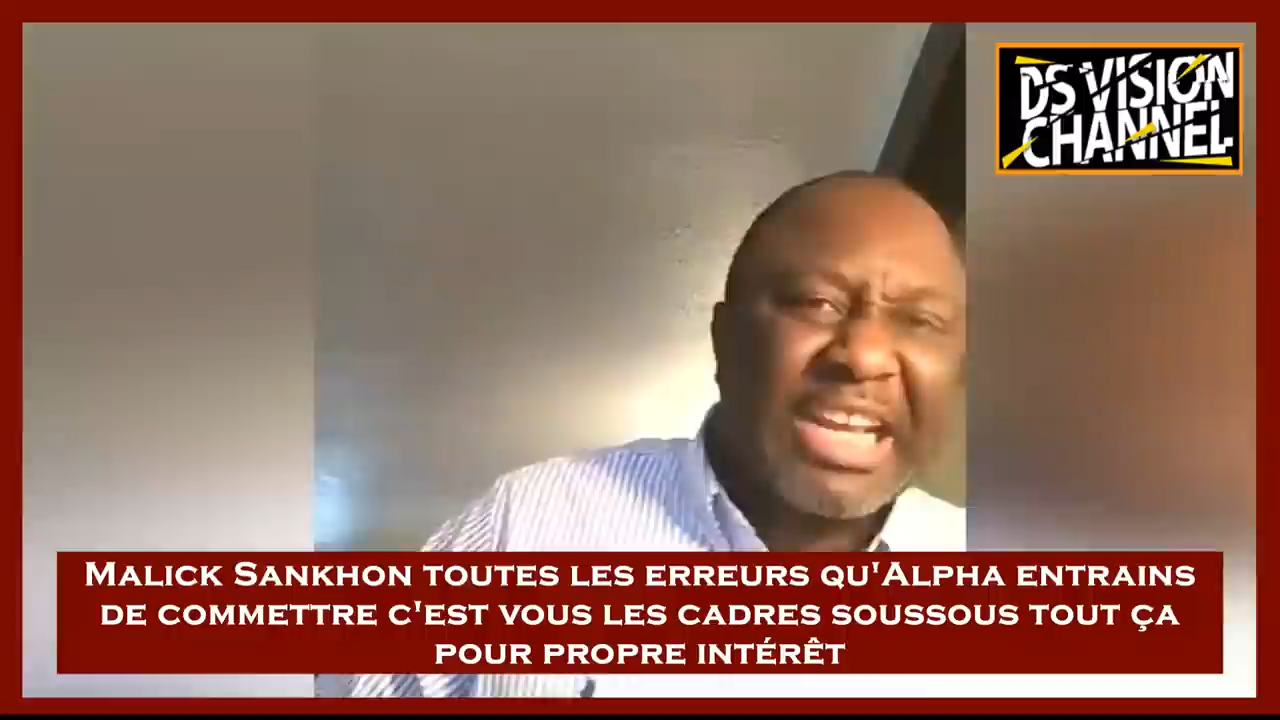 DS VISION
CHANNEL
MALICK SANKHON TOUTES LES ERREURS QU'ALPHA ENTRAINS
DE COMMETTRE C'EST VOUS LES CADRES SOUSSOUS TOUT ÇA
POUR PROPRE INTÉRÊT